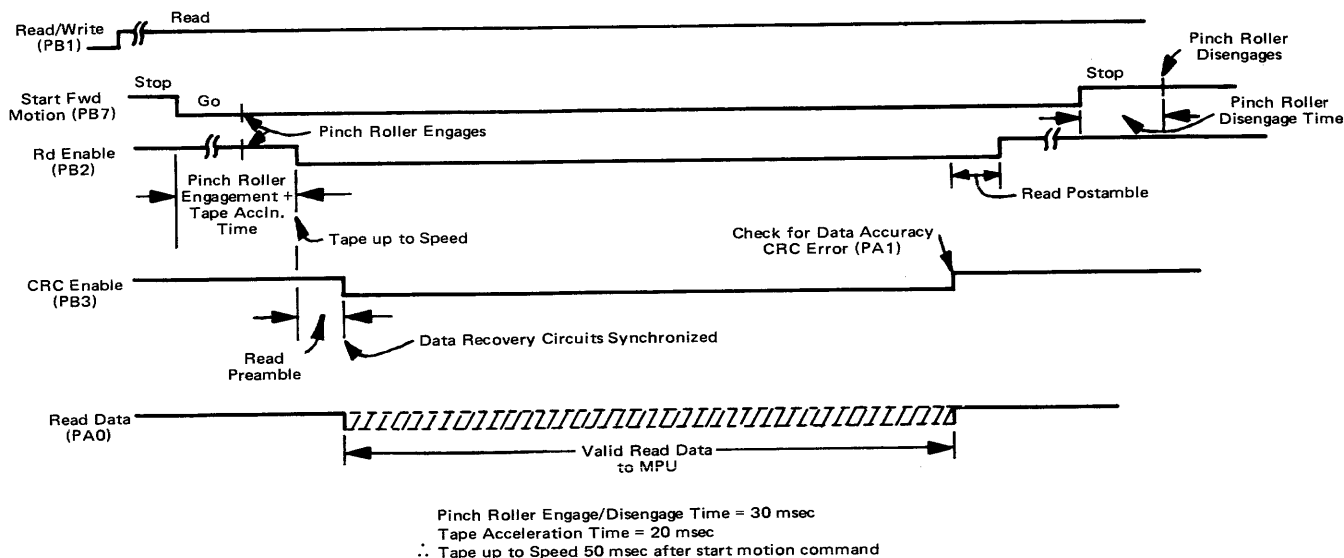 Read/Write
(PB1)
Read
Pinch Roller
Disengages
Stop
Go
Stop
Start Fwd
Motion (PB7)
Pinch Roller Engages
Pinch Roller
Disengage Time
Rd Enable
(PB2)
Pinch Roller
Engagement +
Tape Accln.
Time
Read Postamble
Tape up to Speed
Check for Data Accuracy
CRC Error (PA1)
CRC Enable
(PB3)
Data Recovery Circuits Synchronized
Read
Preamble
Read Data
(PA0)
Valid Read Data
to MPU
Pinch Roller Engage/Disengage Time = 30 msec
Tape Acceleration Time = 20 msec
∴ Tape up to Speed 50 msec after start motion command